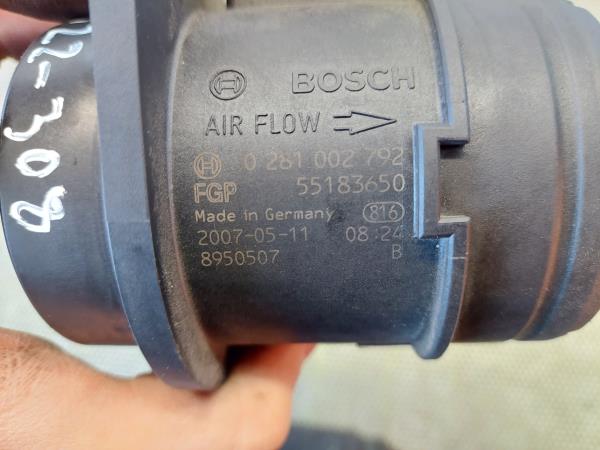 BOSCH
AIR FLOW
0 281 002 792
FGP 55183650
Made in Germany 816
2007-05-11 08:24
8950507 B